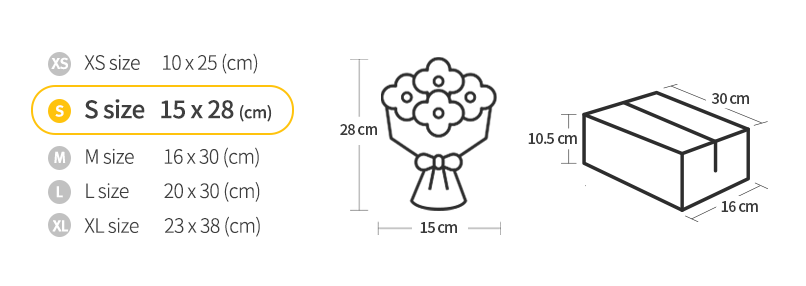 XS XS size 10 x 25 (cm)
S S size 15 x 28 (cm)
M M size 16 x 30 (cm)
L L size 20 x 30 (cm)
XL XL size 23 x 38 (cm)
28 cm
15 cm
30 cm
10.5 cm
16 cm